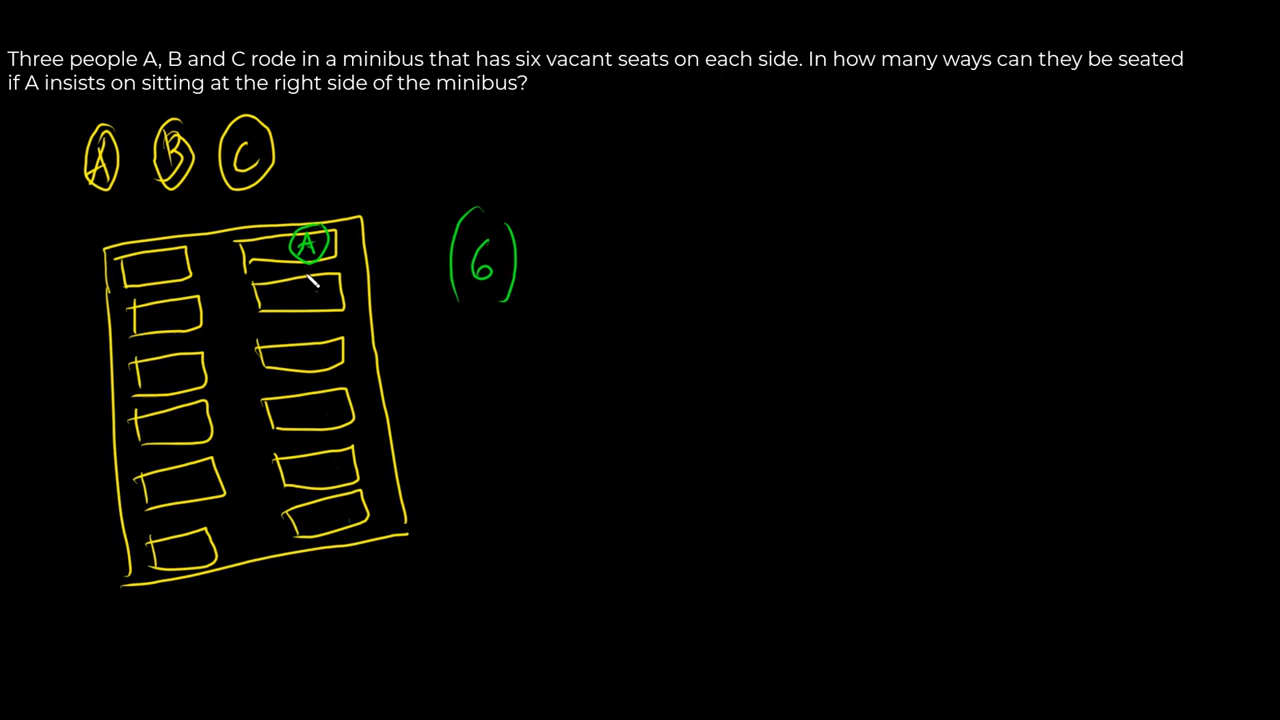 Three people A, B and C rode in a minibus that has six vacant seats on each side. In how many ways can they be seated
if A insists on sitting at the right side of the minibus?
A B C
A
(6)